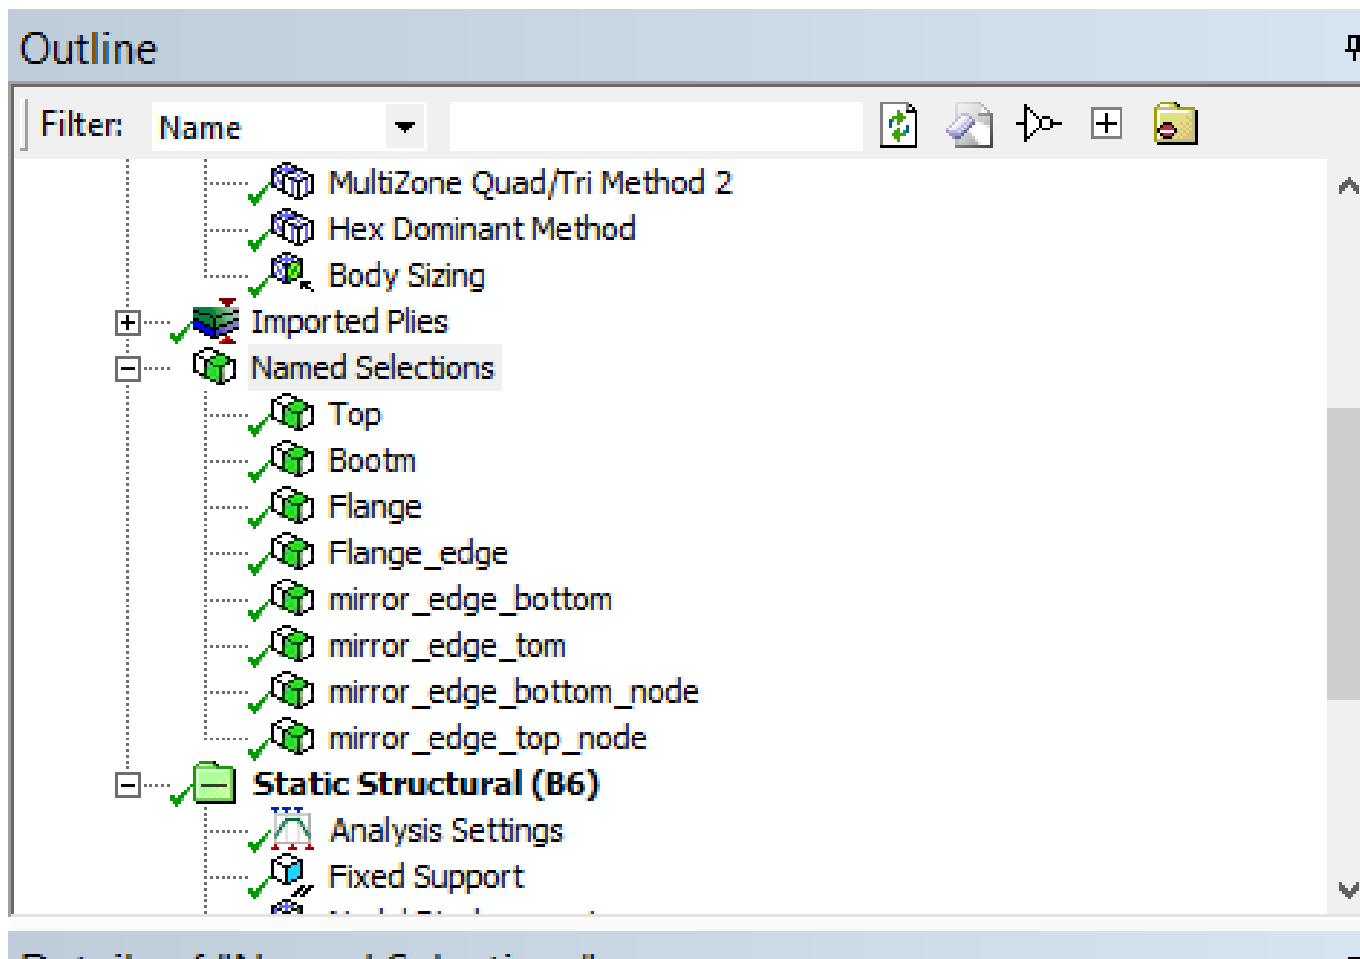 Outline
Filter: Name
MultiZone Quad/Tri Method 2
Hex Dominant Method
Body Sizing
Imported Plies
Named Selections
Top
Bootm
Flange
Flange_edge
mirror_edge_bottom
mirror_edge_tom
mirror_edge_bottom_node
mirror_edge_top_node
Static Structural (B6)
Analysis Settings
Fixed Support